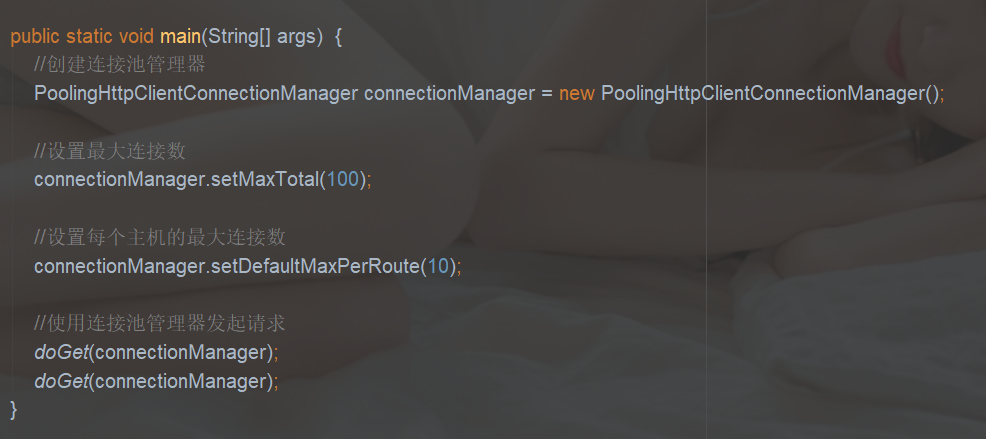 public static void main(String[] args)  {
//创建连接池管理器
PoolingHttpClientConnectionManager connectionManager = new PoolingHttpClientConnectionManager();
//设置最大连接数
connectionManager.setMaxTotal(100);
//设置每个主机的最大连接数
connectionManager.setDefaultMaxPerRoute(10);
//使用连接池管理器发起请求
doGet(connectionManager);
doGet(connectionManager);
}